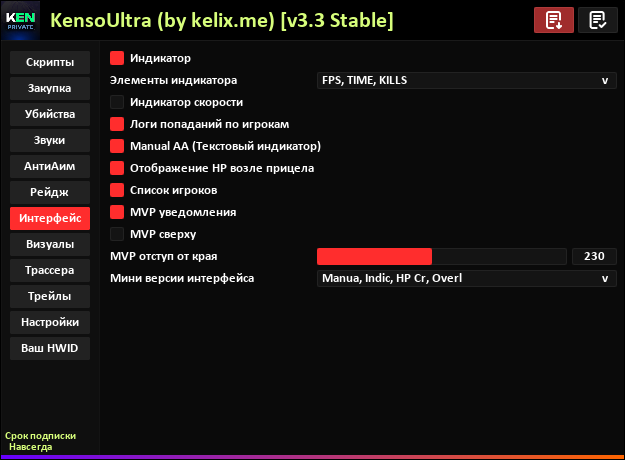 KEN
PRIVATE
KensoUltra (by kelix.me) [v3.3 Stable]
Скрипты
Закупка
Убийства
Звуки
АнтиАим
Рейдж
Интерфейс
Визуалы
Трассера
Трейлы
Настройки
Ваш HWID
Срок подписки
Навсегда
Индикатор
Элементы индикатора FPS, TIME, KILLS v
Индикатор скорости
Логи попаданий по игрокам
Manual AA (Текстовый индикатор)
Отображение HP возле прицела
Список игроков
MVP уведомления
MVP сверху
MVP отступ от края 230
Мини версии интерфейса Manua, Indic, HP Cr, Overl v